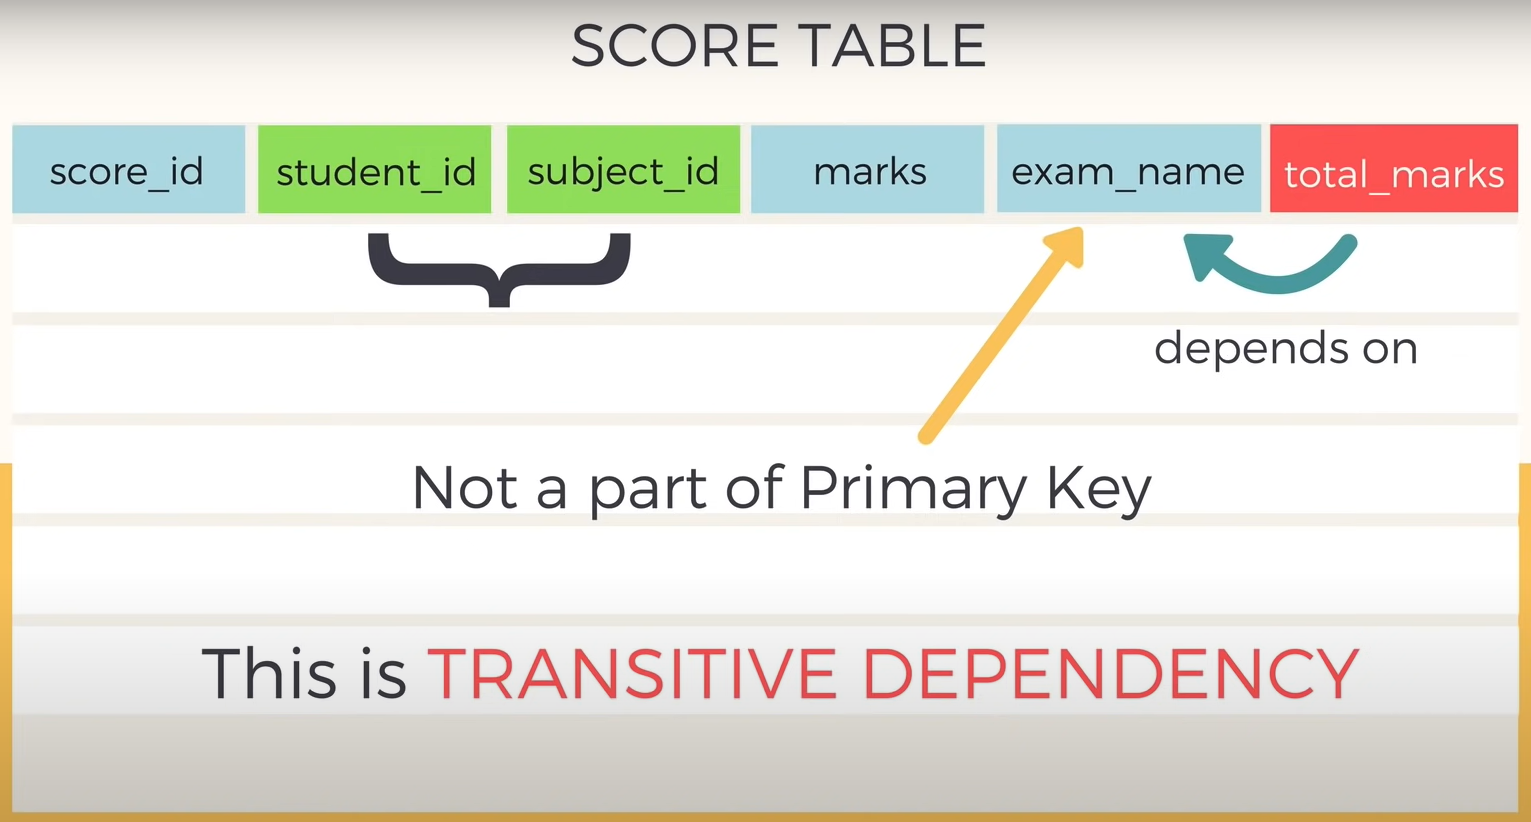 SCORE TABLE
score_id student_id subject_id marks exam_name total_marks
depends on
Not a part of Primary Key
This is TRANSITIVE DEPENDENCY